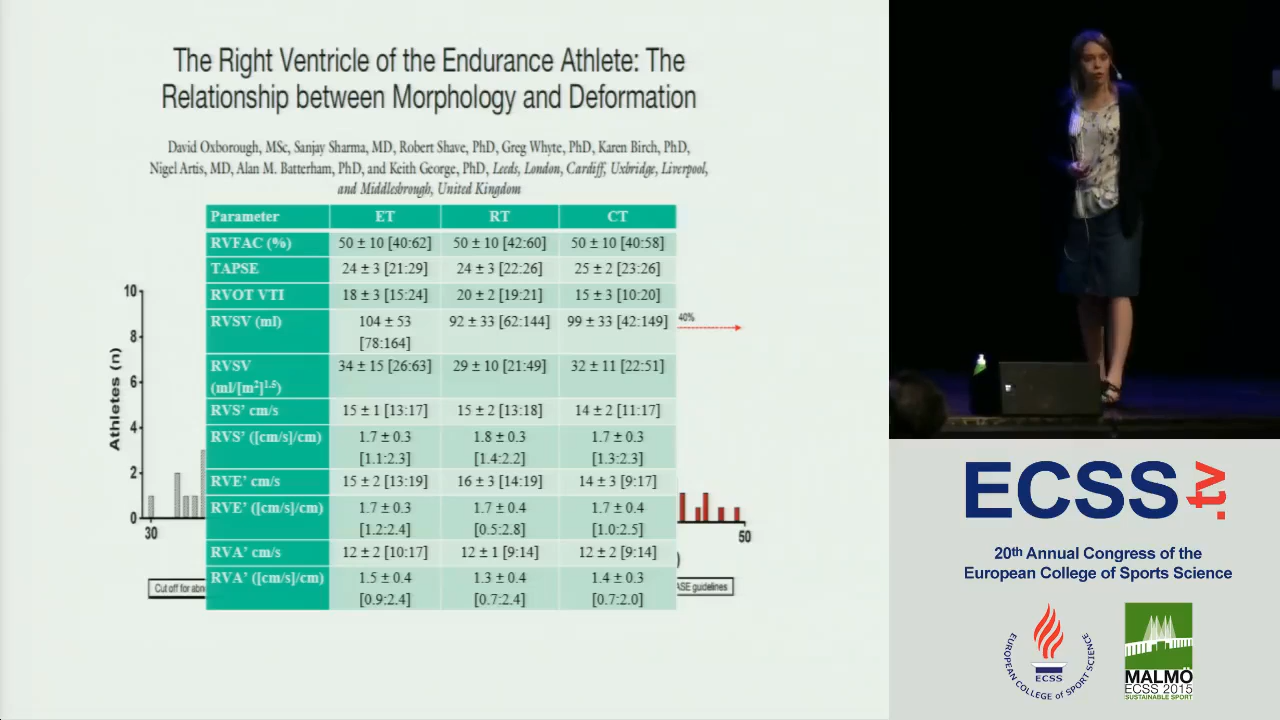 The Right Ventricle of the Endurance Athlete: The
Relationship between Morphology and Deformation
David Oxborough, MSc, Sanjay Sharma, MD, Robert Shave, PhD, Greg Whyte, PhD, Karen Birch, PhD,
Nigel Artis, MD, Alan M. Batterham, PhD, and Keith George, PhD, Leeds, London, Cardiff, Uxbridge, Liverpool,
and Middlesbrough, United Kingdom
Parameter ET RT CT
RVFAC (%) 50 ± 10 [40:62] 50 ± 10 [42:60] 50 ± 10 [40:58]
TAPSE 24 ± 3 [21:29] 24 ± 3 [22:26] 25 ± 2 [23:26]
RVOT VTI 18 ± 3 [15:24] 20 ± 2 [19:21] 15 ± 3 [10:20]
RVSV (ml) 104 ± 53 92 ± 33 [62:144] 99 ± 33 [42:149]
[78:164]
RVSV 34 ± 15 [26:63] 29 ± 10 [21:49] 32 ± 11 [22:51]
(ml/[m²]¹·⁵)
RVS' cm/s 15 ± 1 [13:17] 15 ± 2 [13:18] 14 ± 2 [11:17]
RVS' ([cm/s]/cm) 1.7 ± 0.3 1.8 ± 0.3 1.7 ± 0.3
[1.1:2.3] [1.4:2.2] [1.3:2.3]
RVE' cm/s 15 ± 2 [13:19] 16 ± 3 [14:19] 14 ± 3 [9:17]
RVE' ([cm/s]/cm) 1.7 ± 0.3 1.7 ± 0.4 1.7 ± 0.4
[1.2:2.4] [0.5:2.8] [1.0:2.5]
RVA' cm/s 12 ± 2 [10:17] 12 ± 1 [9:14] 12 ± 2 [9:14]
RVA' ([cm/s]/cm) 1.5 ± 0.4 1.3 ± 0.4 1.4 ± 0.3
[0.9:2.4] [0.7:2.4] [0.7:2.0]
40%
Athletes (n)
10
8
6
4
2
0
30
50
)
Cut off for abn
ASE guidelines
ECSS.tv
20th Annual Congress of the
European College of Sports Science
EUROPEAN COLLEGE OF SPORT SCIENCE
ECSS
MALMÖ
ECSS 2015
SUSTAINABLE SPORT